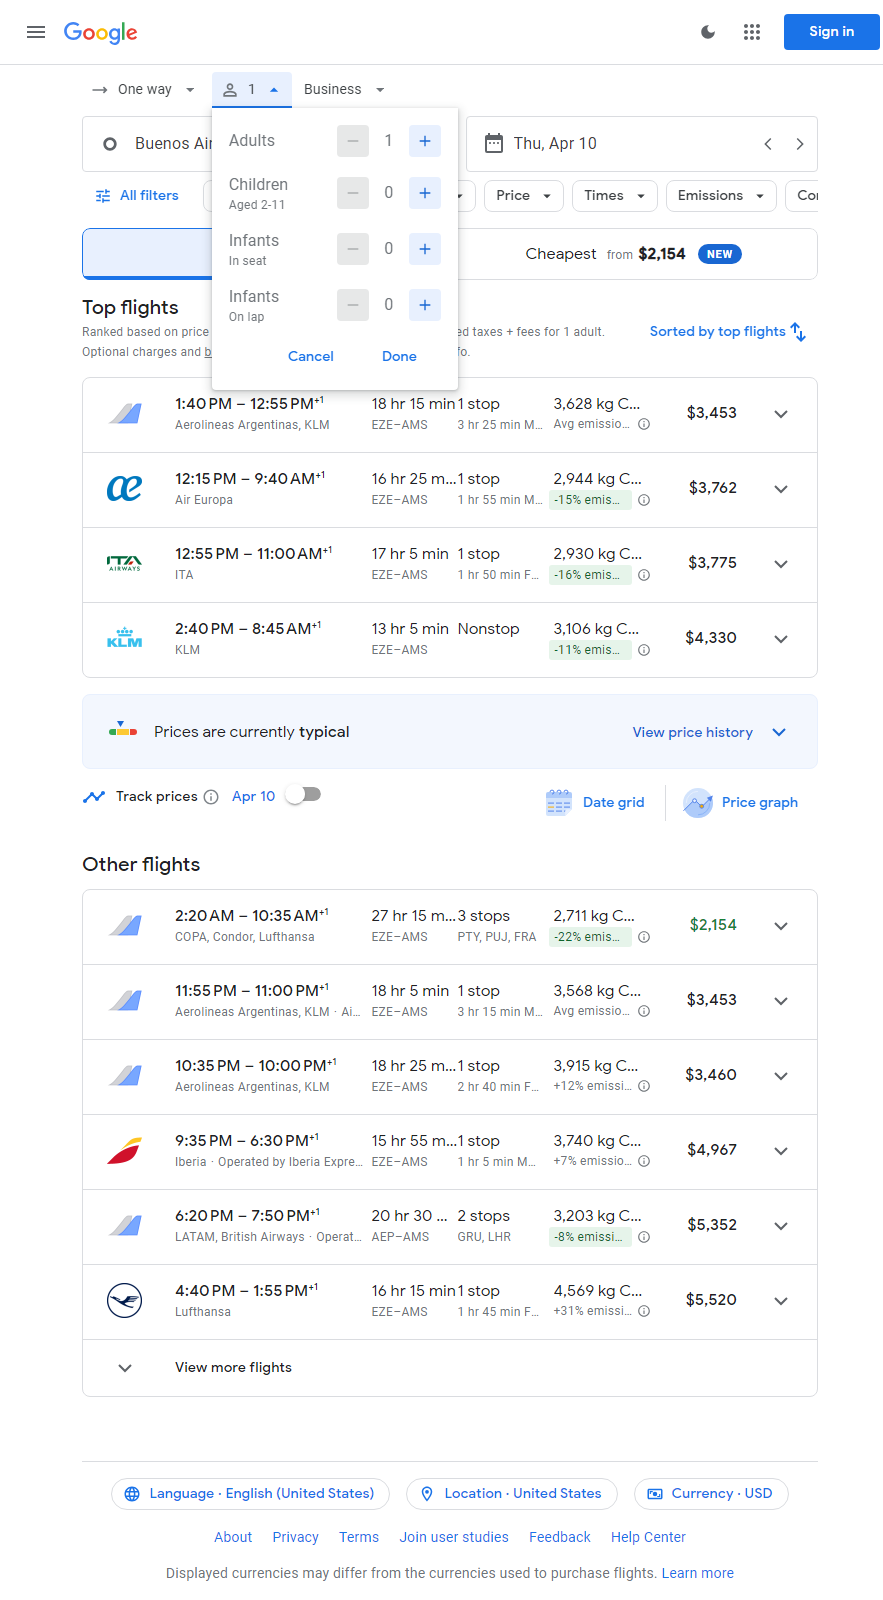 Google
Sign in
One way
1
Business
Buenos Air
Thu, Apr 10
Adults
1
Children
Aged 2-11
0
Infants
In seat
0
Infants
On lap
0
Cancel
Done
All filters
Price
Times
Emissions
Cheapest from $2,154 NEW
Top flights
Ranked based on price
ed taxes + fees for 1 adult.
Optional charges and b
fo.
Sorted by top flights
1:40 PM – 12:55 PM+1
18 hr 15 min
1 stop
3,628 kg C...
$3,453
Aerolineas Argentinas, KLM
EZE–AMS
3 hr 25 min M...
Avg emissio...
12:15 PM – 9:40 AM+1
16 hr 25 m...
1 stop
2,944 kg C...
$3,762
Air Europa
EZE–AMS
1 hr 55 min M...
-15% emis...
ITA AIRWAYS
12:55 PM – 11:00 AM+1
17 hr 5 min
1 stop
2,930 kg C...
$3,775
ITA
EZE–AMS
1 hr 50 min F...
-16% emis...
KLM
2:40 PM – 8:45 AM+1
13 hr 5 min
Nonstop
3,106 kg C...
$4,330
KLM
EZE–AMS
-11% emis...
Prices are currently typical
View price history
Track prices
Apr 10
Date grid
Price graph
Other flights
2:20 AM – 10:35 AM+1
27 hr 15 m...
3 stops
2,711 kg C...
$2,154
COPA, Condor, Lufthansa
EZE–AMS
PTY, PUJ, FRA
-22% emis...
11:55 PM – 11:00 PM+1
18 hr 5 min
1 stop
3,568 kg C...
$3,453
Aerolineas Argentinas, KLM · Ai...
EZE–AMS
3 hr 15 min M...
Avg emissio...
10:35 PM – 10:00 PM+1
18 hr 25 m...
1 stop
3,915 kg C...
$3,460
Aerolineas Argentinas, KLM
EZE–AMS
2 hr 40 min F...
+12% emissi...
9:35 PM – 6:30 PM+1
15 hr 55 m...
1 stop
3,740 kg C...
$4,967
Iberia · Operated by Iberia Expre...
EZE–AMS
1 hr 5 min M...
+7% emissio...
6:20 PM – 7:50 PM+1
20 hr 30 ...
2 stops
3,203 kg C...
$5,352
LATAM, British Airways · Operat...
AEP–AMS
GRU, LHR
-8% emissi...
4:40 PM – 1:55 PM+1
16 hr 15 min
1 stop
4,569 kg C...
$5,520
Lufthansa
EZE–AMS
1 hr 45 min F...
+31% emissi...
View more flights
Language · English (United States)
Location · United States
Currency · USD
About
Privacy
Terms
Join user studies
Feedback
Help Center
Displayed currencies may differ from the currencies used to purchase flights. Learn more